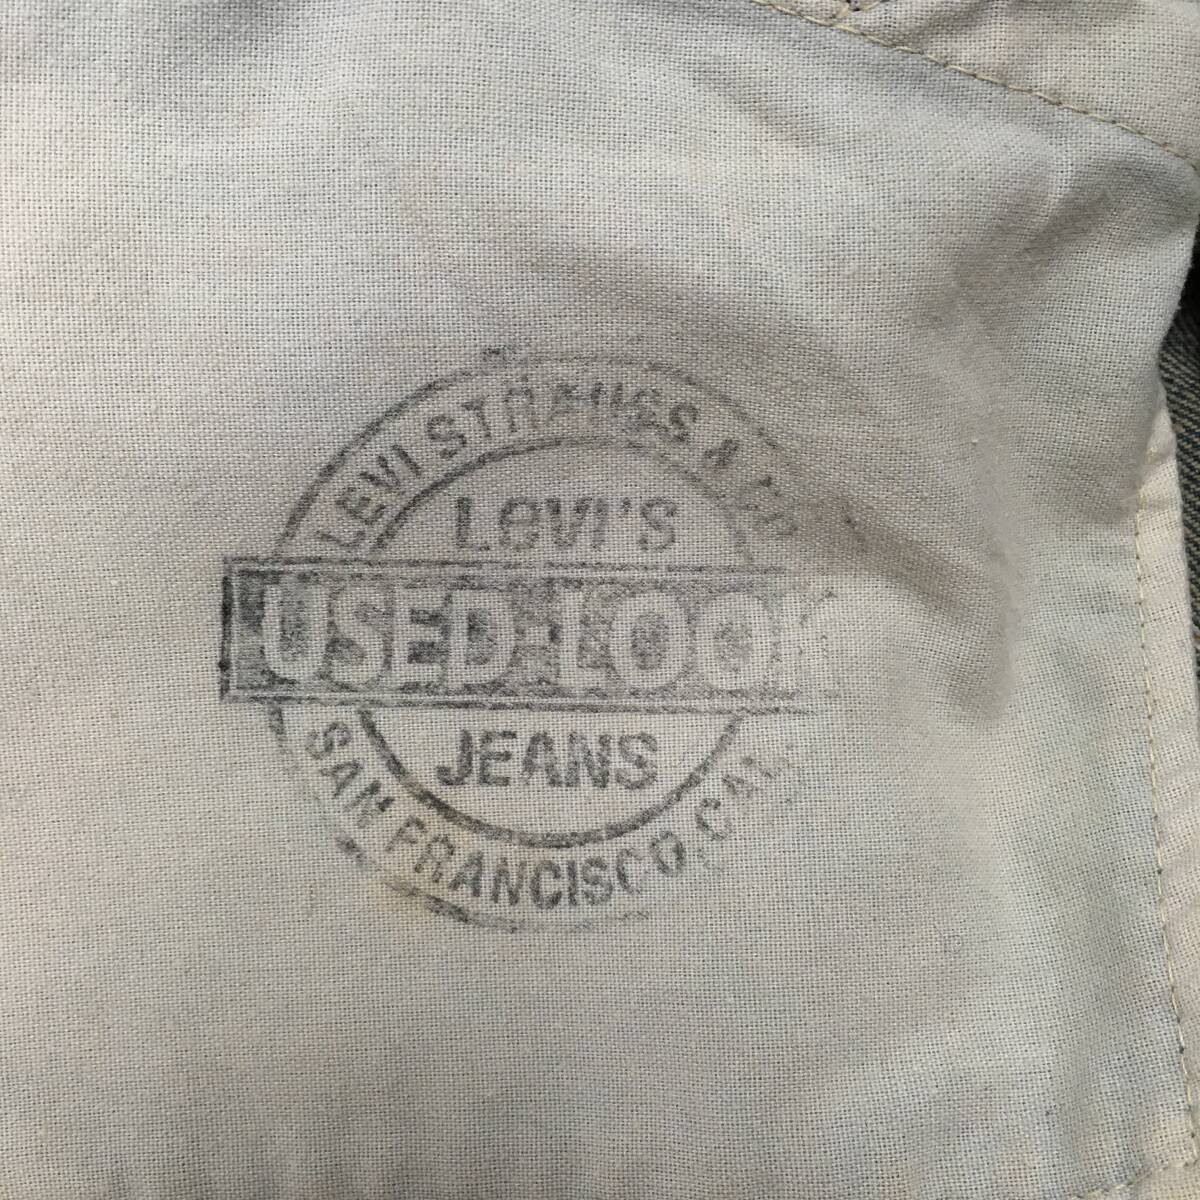 LEVI STRAUSS & CO
LEVI'S
USED LOOK
JEANS
SAN FRANCISCO, CAL.